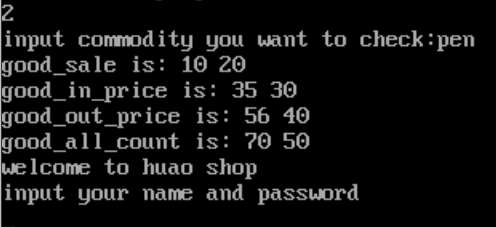 2
input commodity you want to check:pen
good_sale is: 10 20
good_in_price is: 35 30
good_out_price is: 56 40
good_all_count is: 70 50
welcome to huao shop
input your name and password